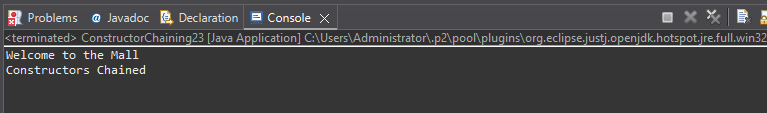 Problems @ Javadoc Declaration Console
<terminated> ConstructorChaining23 [Java Application] C:\Users\Administrator\.p2\pool\plugins\org.eclipse.justj.openjdk.hotspot.jre.full.win32
Welcome to the Mall
Constructors Chained